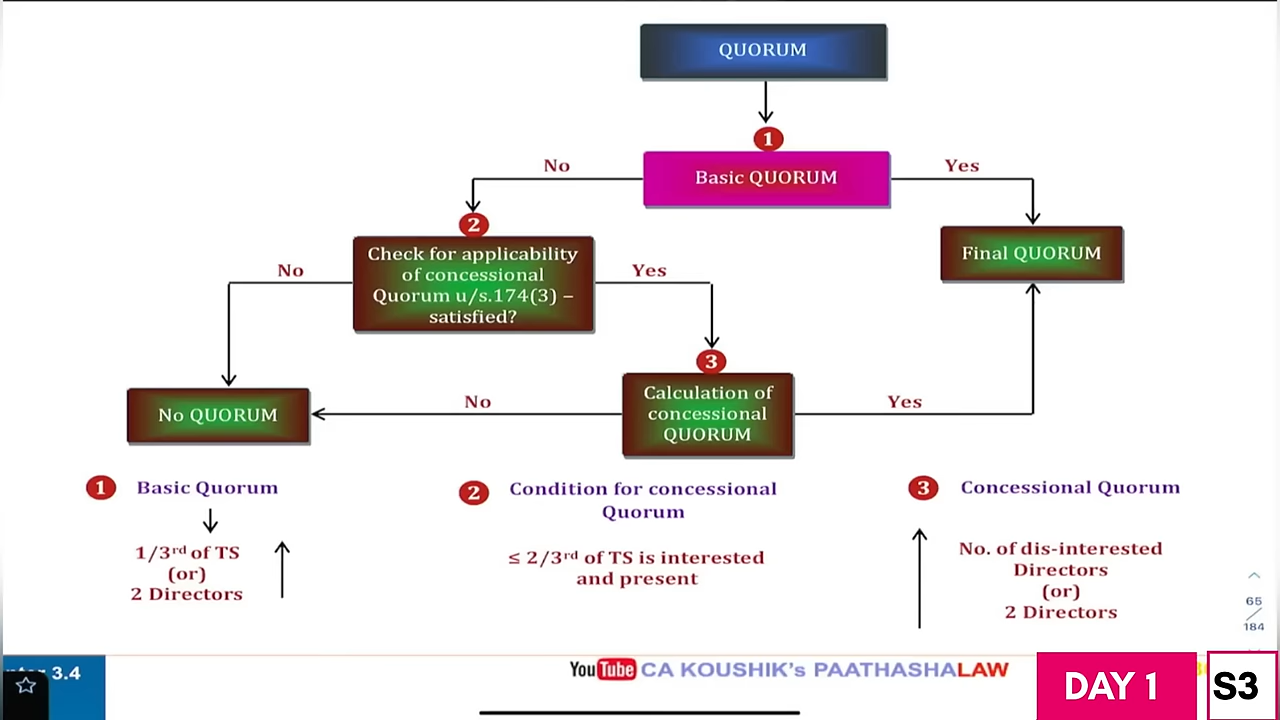 QUORUM
1
Basic QUORUM
No
Yes
2
Check for applicability
of concessional
Quorum u/s.174(3) –
satisfied?
Final QUORUM
No
Yes
3
Calculation of
concessional
QUORUM
No QUORUM
No
Yes
1 Basic Quorum
1/3rd of TS
(or)
2 Directors
2 Condition for concessional
Quorum
≤ 2/3rd of TS is interested
and present
3 Concessional Quorum
No. of dis-interested
Directors
(or)
2 Directors
65
184
3.4
YouTube CA KOUSHIK's PAATHASHALAW
DAY 1
S3